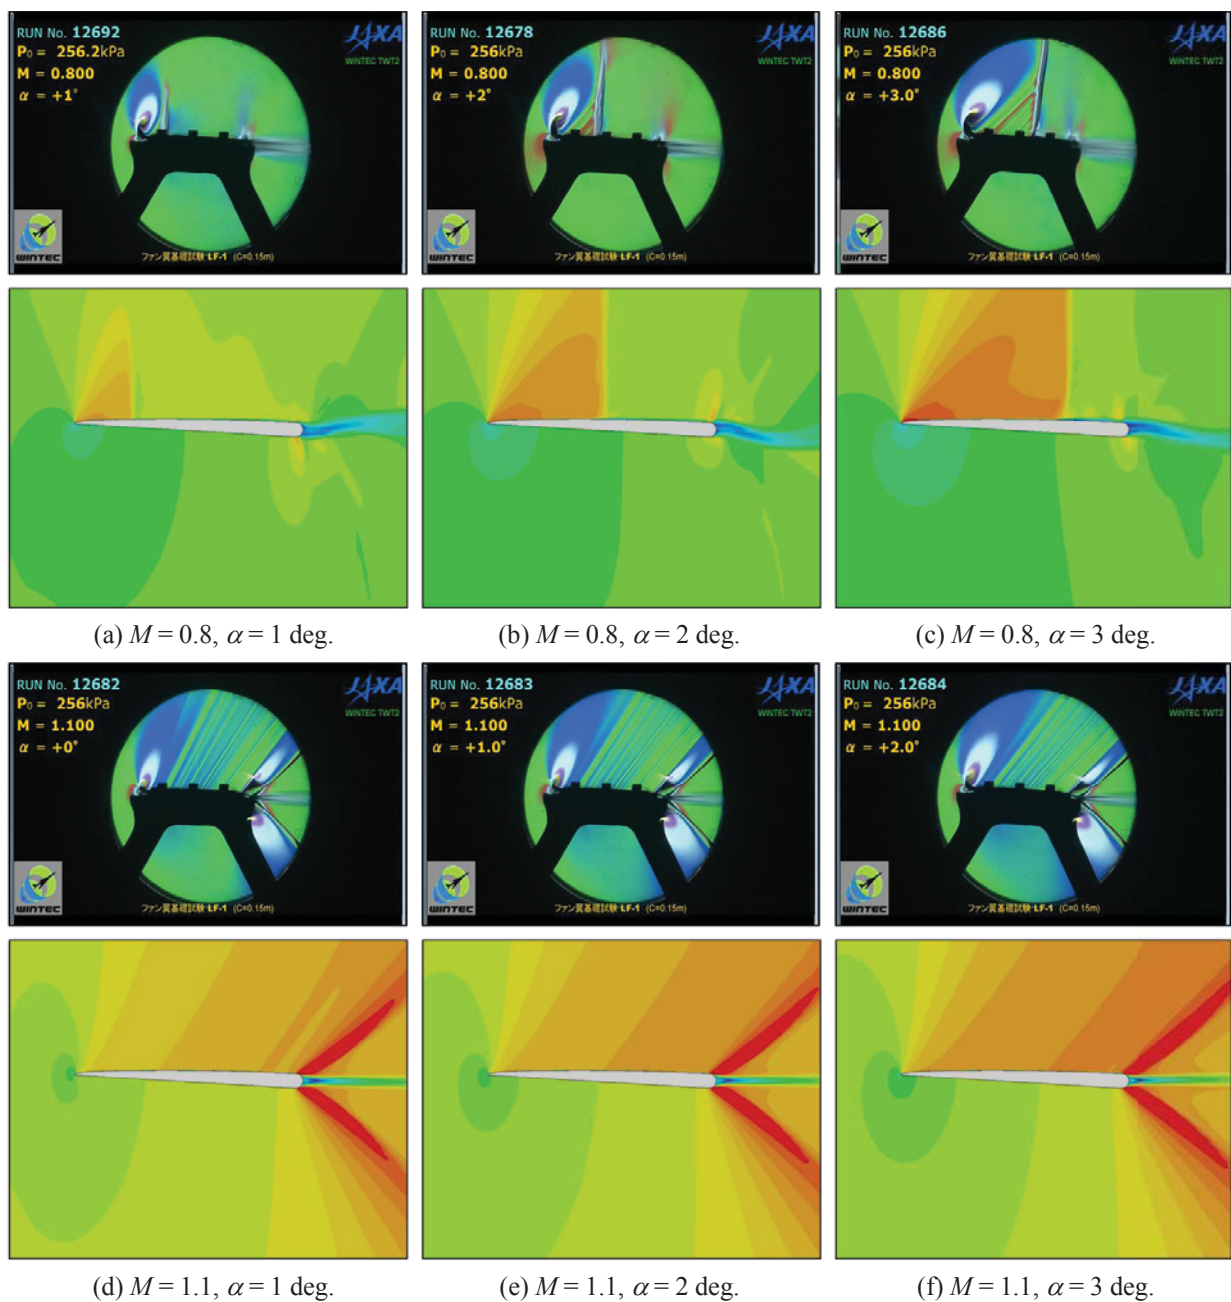 RUN No. 12692
P₀ = 256.2kPa
M = 0.800
α = +1°
JAXA
WINTEC TWT2
WINTEC
ファン翼基礎試験 LF-1 (C=0.15m)
RUN No. 12678
P₀ = 256kPa
M = 0.800
α = +2°
JAXA
WINTEC TWT2
WINTEC
ファン翼基礎試験 LF-1 (C=0.15m)
RUN No. 12686
P₀ = 256kPa
M = 0.800
α = +3.0°
JAXA
WINTEC TWT2
WINTEC
ファン翼基礎試験 LF-1 (C=0.15m)
(a) M = 0.8, α = 1 deg.
(b) M = 0.8, α = 2 deg.
(c) M = 0.8, α = 3 deg.
RUN No. 12682
P₀ = 256kPa
M = 1.100
α = +0°
JAXA
WINTEC TWT2
WINTEC
ファン翼基礎試験 LF-1 (C=0.15m)
RUN No. 12683
P₀ = 256kPa
M = 1.100
α = +1.0°
JAXA
WINTEC TWT2
WINTEC
ファン翼基礎試験 LF-1 (C=0.15m)
RUN No. 12684
P₀ = 256kPa
M = 1.100
α = +2.0°
JAXA
WINTEC TWT2
WINTEC
ファン翼基礎試験 LF-1 (C=0.15m)
(d) M = 1.1, α = 1 deg.
(e) M = 1.1, α = 2 deg.
(f) M = 1.1, α = 3 deg.